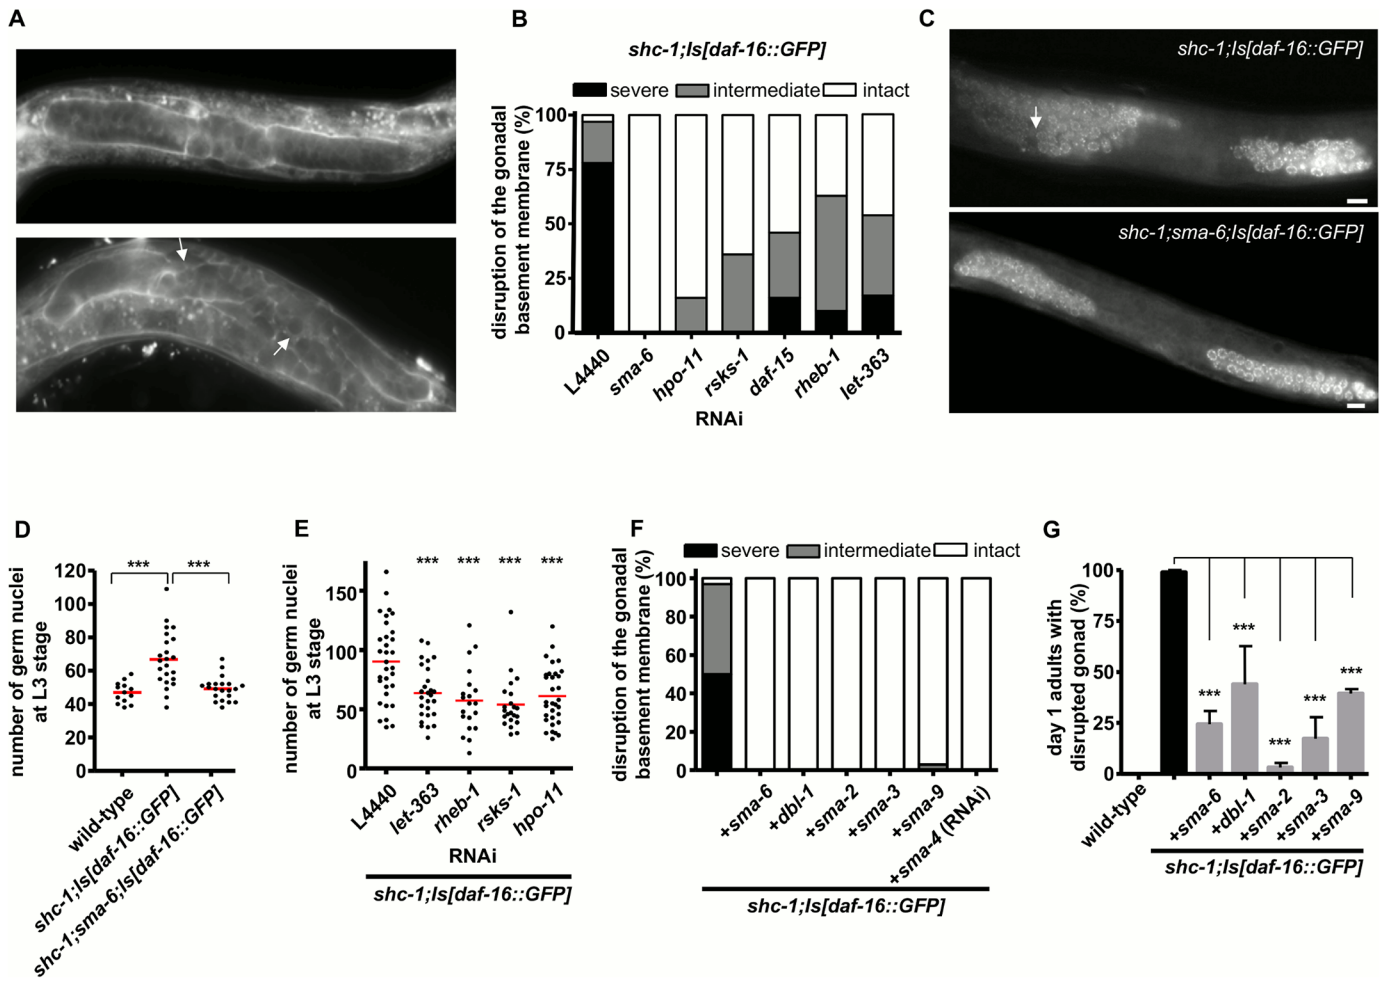 A
B
shc-1;Is[daf-16::GFP]
severe intermediate intact
disruption of the gonadal
basement membrane (%)
100
75
50
25
0
L4440
sma-6
hpo-11
rsks-1
daf-15
rheb-1
let-363
RNAi
C
shc-1;Is[daf-16::GFP]
shc-1;sma-6;Is[daf-16::GFP]
D
number of germ nuclei
at L3 stage
120
100
80
60
40
20
0
*** ***
wild-type
shc-1;Is[daf-16::GFP]
shc-1;sma-6;Is[daf-16::GFP]
E
number of germ nuclei
at L3 stage
150
100
50
0
*** *** *** ***
L4440
let-363
rheb-1
rsks-1
hpo-11
RNAi
shc-1;Is[daf-16::GFP]
F
severe intermediate intact
disruption of the gonadal
basement membrane (%)
100
80
60
40
20
0
+sma-6
+dbl-1
+sma-2
+sma-3
+sma-9
+sma-4 (RNAi)
shc-1;Is[daf-16::GFP]
G
day 1 adults with
disrupted gonad (%)
100
75
50
25
0
***
***
***
***
***
wild-type
+sma-6
+dbl-1
+sma-2
+sma-3
+sma-9
shc-1;Is[daf-16::GFP]